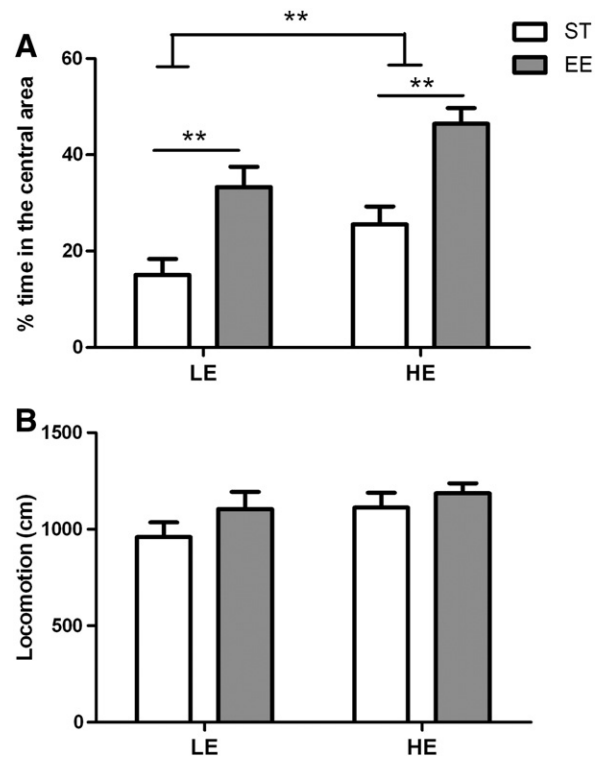 A
**
ST
EE
60
**
**
40
20
0
% time in the central area
LE HE
B
1500
1000
500
0
Locomotion (cm)
LE HE